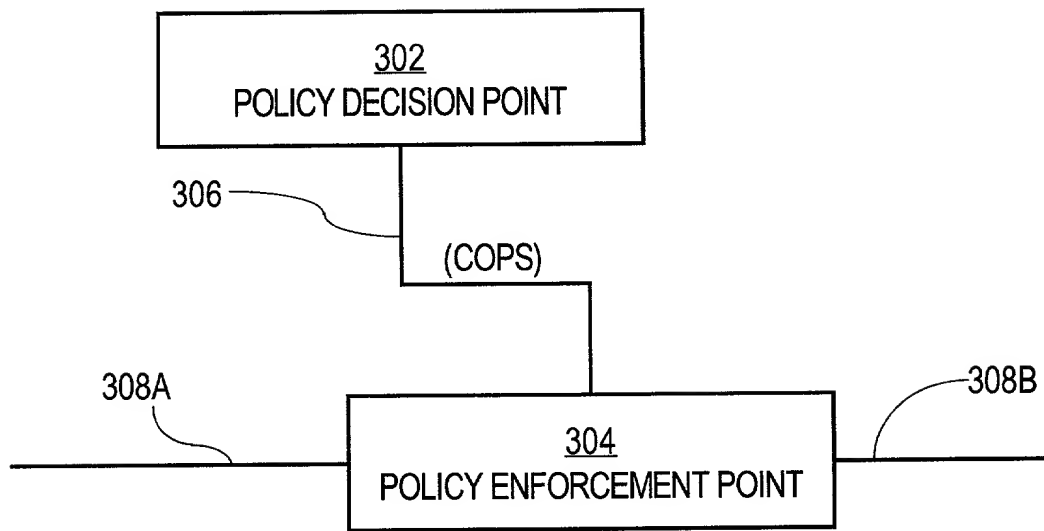 302
POLICY DECISION POINT
306
(COPS)
308A
308B
304
POLICY ENFORCEMENT POINT